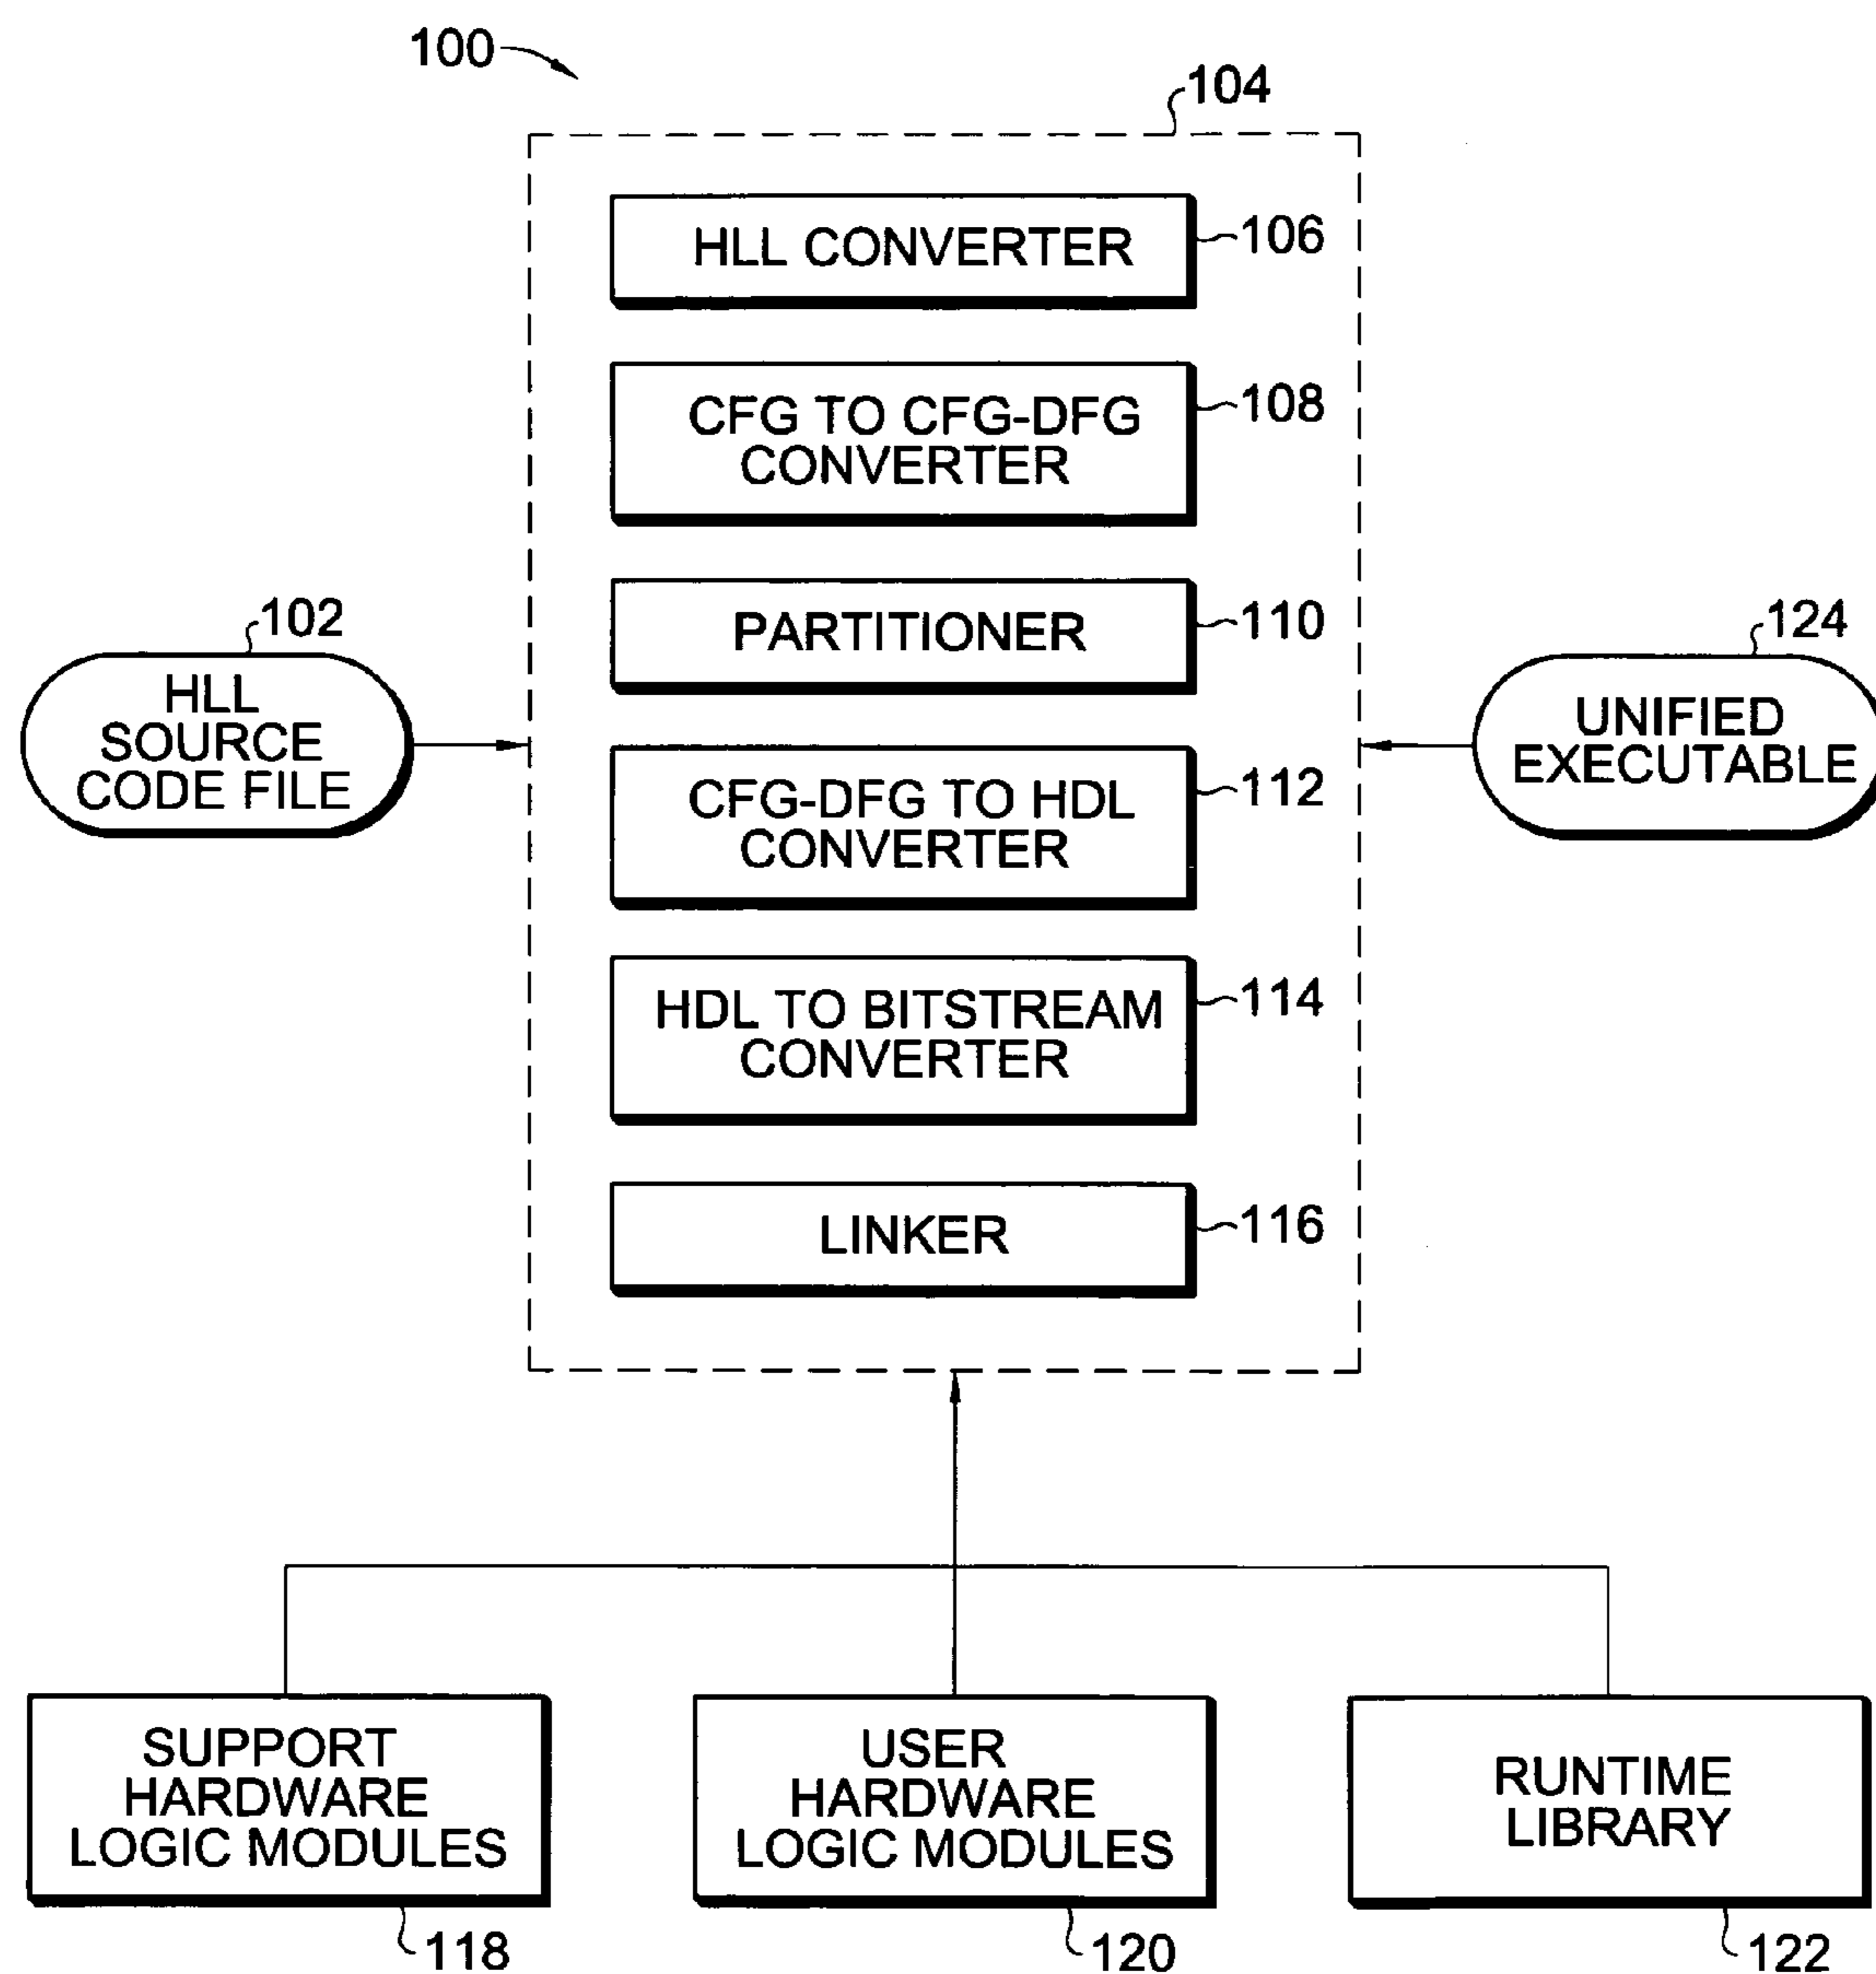 100
104
HLL CONVERTER
106
CFG TO CFG-DFG
CONVERTER
108
PARTITIONER
110
102
HLL
SOURCE
CODE FILE
124
UNIFIED
EXECUTABLE
CFG-DFG TO HDL
CONVERTER
112
HDL TO BITSTREAM
CONVERTER
114
LINKER
116
SUPPORT
HARDWARE
LOGIC MODULES
118
USER
HARDWARE
LOGIC MODULES
120
RUNTIME
LIBRARY
122